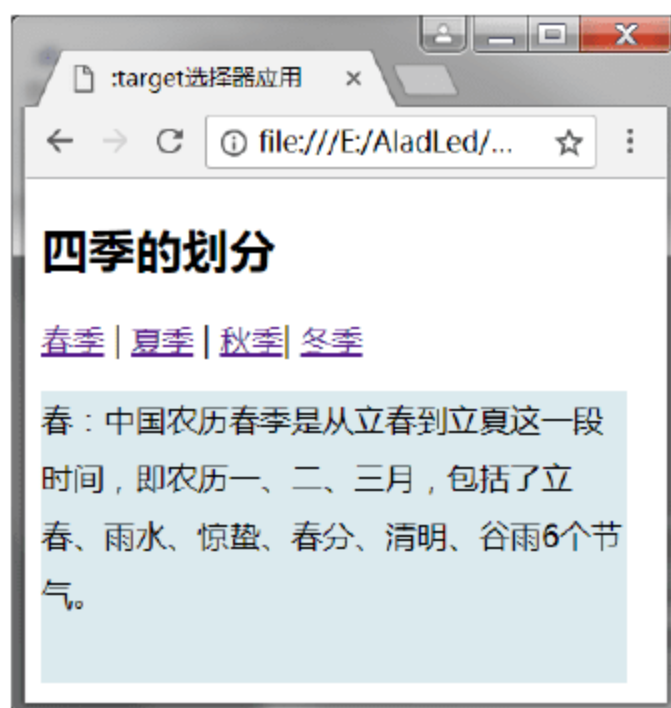 :target选择器应用
file:///E:/AladLed/...
四季的划分
春季 | 夏季 | 秋季| 冬季
春：中国农历春季是从立春到立夏这一段
时间，即农历一、二、三月，包括了立
春、雨水、惊蛰、春分、清明、谷雨6个节
气。